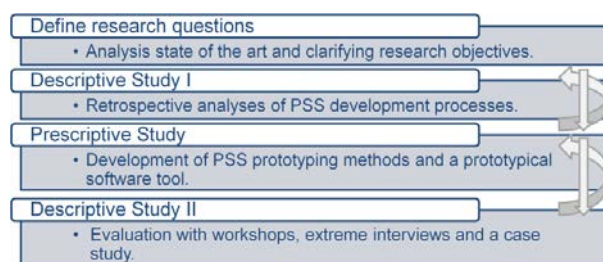 Define research questions
• Analysis state of the art and clarifying research objectives.
Descriptive Study I
• Retrospective analyses of PSS development processes.
Prescriptive Study
• Development of PSS prototyping methods and a prototypical
software tool.
Descriptive Study II
• Evaluation with workshops, extreme interviews and a case
study.